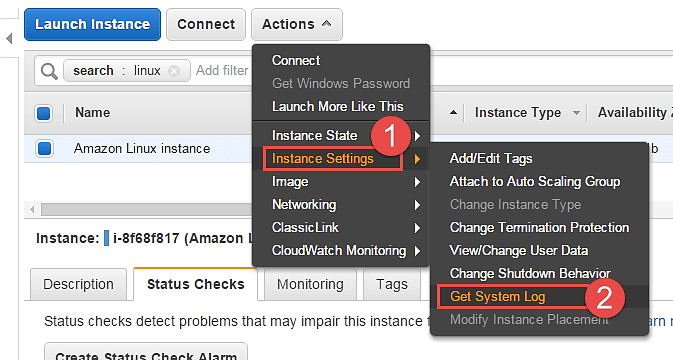 Launch Instance Connect Actions
search : linux Add filter
Connect
Get Windows Password
Launch More Like This
Name Instance Type Availability
Instance State 1
Amazon Linux instance
Instance Settings
Image
Networking
ClassicLink
CloudWatch Monitoring
Add/Edit Tags
Attach to Auto Scaling Group
Change Instance Type
Change Termination Protection
View/Change User Data
Change Shutdown Behavior
Get System Log 2
Modify Instance Placement
Instance: i-8f68f817 (Amazon
Description Status Checks Monitoring Tags
Status checks detect problems that may impair this instance
Create Status Check Alarm